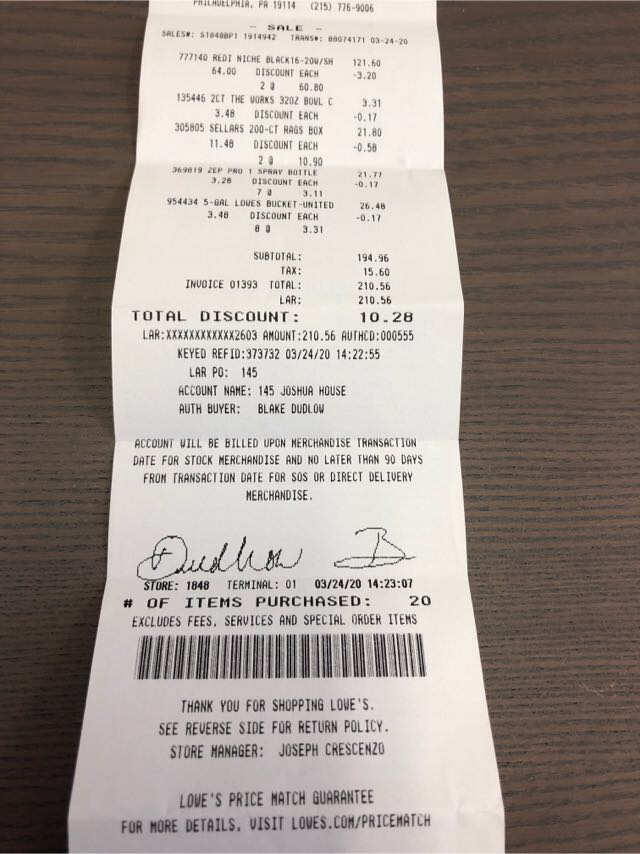 PHILADELPHIA, PA 19114 (215) 776-9006
- SALE -
SALES#: S1848BP1 1914942 TRANS#: 88074171 03-24-20
777140 REDI NICHE BLACK16-20W/SH 121.60
64.00 DISCOUNT EACH -3.20
2 @ 60.80
135446 2CT THE WORKS 32OZ BOWL C 3.31
3.48 DISCOUNT EACH -0.17
305805 SELLARS 200-CT RAGS BOX 21.80
11.48 DISCOUNT EACH -0.58
2 @ 10.90
369819 ZEP PRO 1 SPRAY BOTTLE 21.77
3.28 DISCOUNT EACH -0.17
7 @ 3.11
954434 5-GAL LOWES BUCKET-UNITED 26.48
3.48 DISCOUNT EACH -0.17
8 @ 3.31
SUBTOTAL: 194.96
TAX: 15.60
INVOICE 01393 TOTAL: 210.56
LAR: 210.56
TOTAL DISCOUNT: 10.28
LAR:XXXXXXXXXXXX2603 AMOUNT:210.56 AUTHCD:000555
KEYED REFID:373732 03/24/20 14:22:55
LAR PO: 145
ACCOUNT NAME: 145 JOSHUA HOUSE
AUTH BUYER: BLAKE DUDLOW
ACCOUNT WILL BE BILLED UPON MERCHANDISE TRANSACTION
DATE FOR STOCK MERCHANDISE AND NO LATER THAN 90 DAYS
FROM TRANSACTION DATE FOR SOS OR DIRECT DELIVERY
MERCHANDISE.
STORE: 1848 TERMINAL: 01 03/24/20 14:23:07
# OF ITEMS PURCHASED: 20
EXCLUDES FEES, SERVICES AND SPECIAL ORDER ITEMS
THANK YOU FOR SHOPPING LOWE'S.
SEE REVERSE SIDE FOR RETURN POLICY.
STORE MANAGER: JOSEPH CRESCENZO
LOWE'S PRICE MATCH GUARANTEE
FOR MORE DETAILS, VISIT LOWES.COM/PRICEMATCH